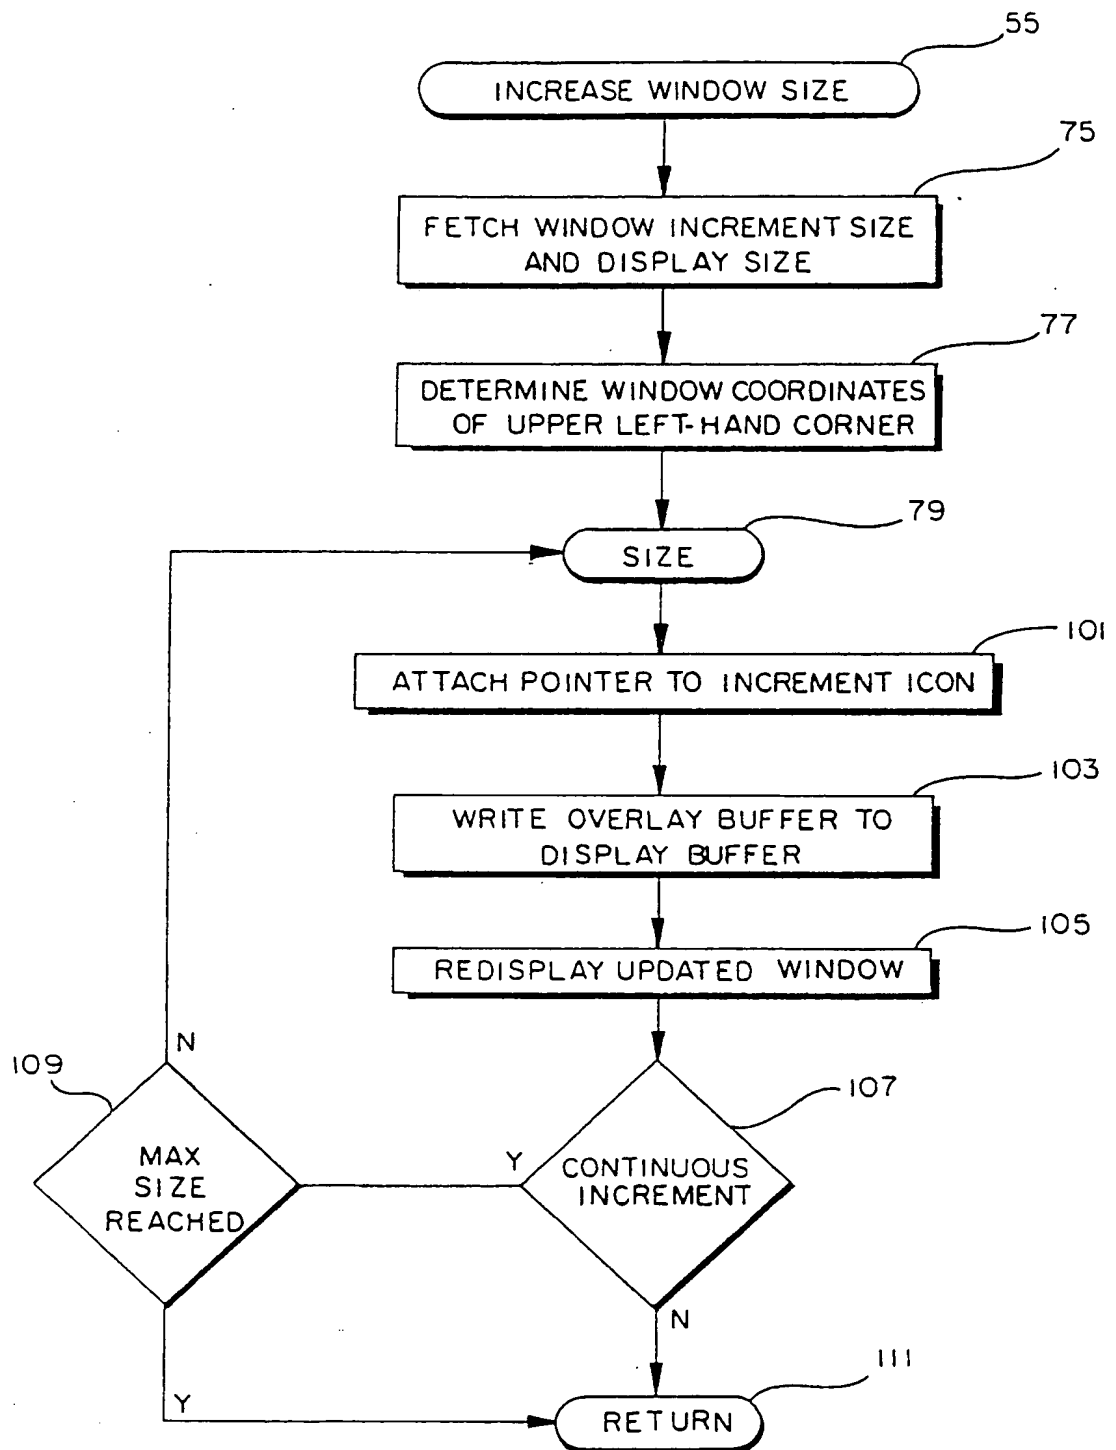 55
INCREASE WINDOW SIZE
75
FETCH WINDOW INCREMENT SIZE
AND DISPLAY SIZE
77
DETERMINE WINDOW COORDINATES
OF UPPER LEFT-HAND CORNER
79
SIZE
101
ATTACH POINTER TO INCREMENT ICON
103
WRITE OVERLAY BUFFER TO
DISPLAY BUFFER
105
REDISPLAY UPDATED WINDOW
N
109
107
MAX
SIZE
REACHED
Y
CONTINUOUS
INCREMENT
N
111
Y
RETURN